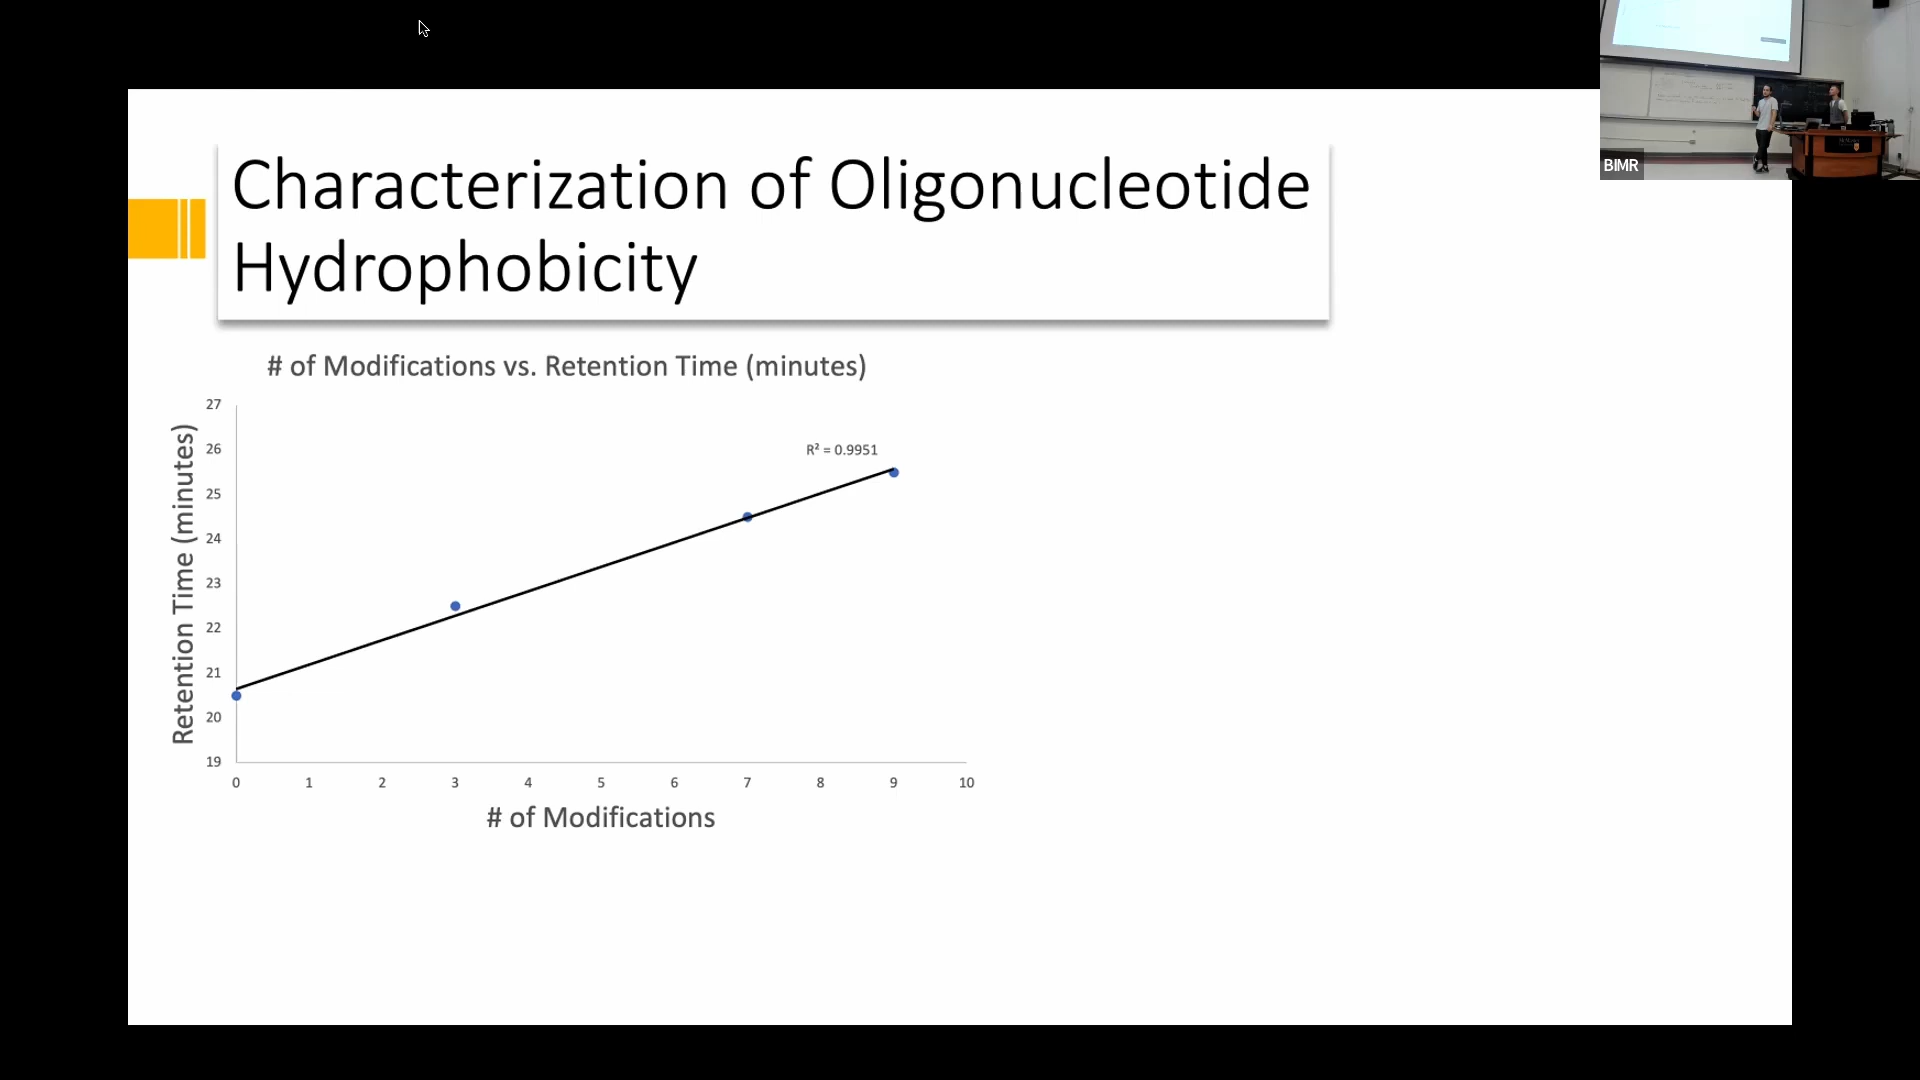 BIMR
Characterization of Oligonucleotide
Hydrophobicity
# of Modifications vs. Retention Time (minutes)
Retention Time (minutes)
27
26
25
24
23
22
21
20
19
R² = 0.9951
0 1 2 3 4 5 6 7 8 9 10
# of Modifications